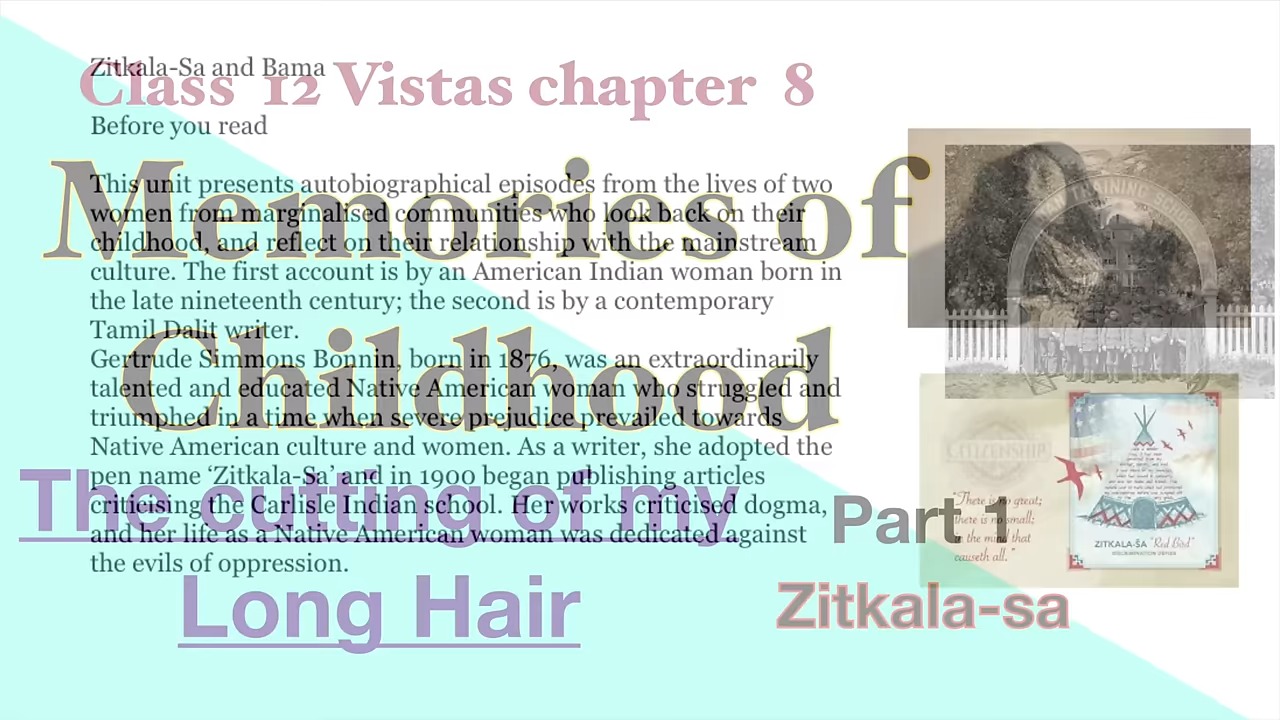 Zitkala-Sa and Bama
Class 12 Vistas chapter 8
Before you read
Memories of
Childhood
This unit presents autobiographical episodes from the lives of two
women from marginalised communities who look back on their
childhood, and reflect on their relationship with the mainstream
culture. The first account is by an American Indian woman born in
the late nineteenth century; the second is by a contemporary
Tamil Dalit writer.
Gertrude Simmons Bonnin, born in 1876, was an extraordinarily
talented and educated Native American woman who struggled and
triumphed in a time when severe prejudice prevailed towards
Native American culture and women. As a writer, she adopted the
pen name ‘Zitkala-Sa’ and in 1900 began publishing articles
criticising the Carlisle Indian school. Her works criticised dogma,
and her life as a Native American woman was dedicated against
the evils of oppression.
The cutting of my
Long Hair
Part 1
Zitkala-sa
TRAINING SCHOOL
CITIZENSHIP
"There is no great;
there is no small;
in the mind that
causeth all."
ZITKALA-ŠA "Red Bird"